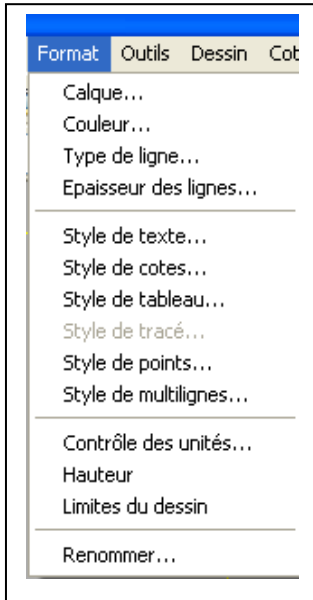 Format Outils Dessin Cot
Calque...
Couleur...
Type de ligne...
Epaisseur des lignes...
Style de texte...
Style de cotes...
Style de tableau...
Style de tracé...
Style de points...
Style de multilignes...
Contrôle des unités...
Hauteur
Limites du dessin
Renommer...